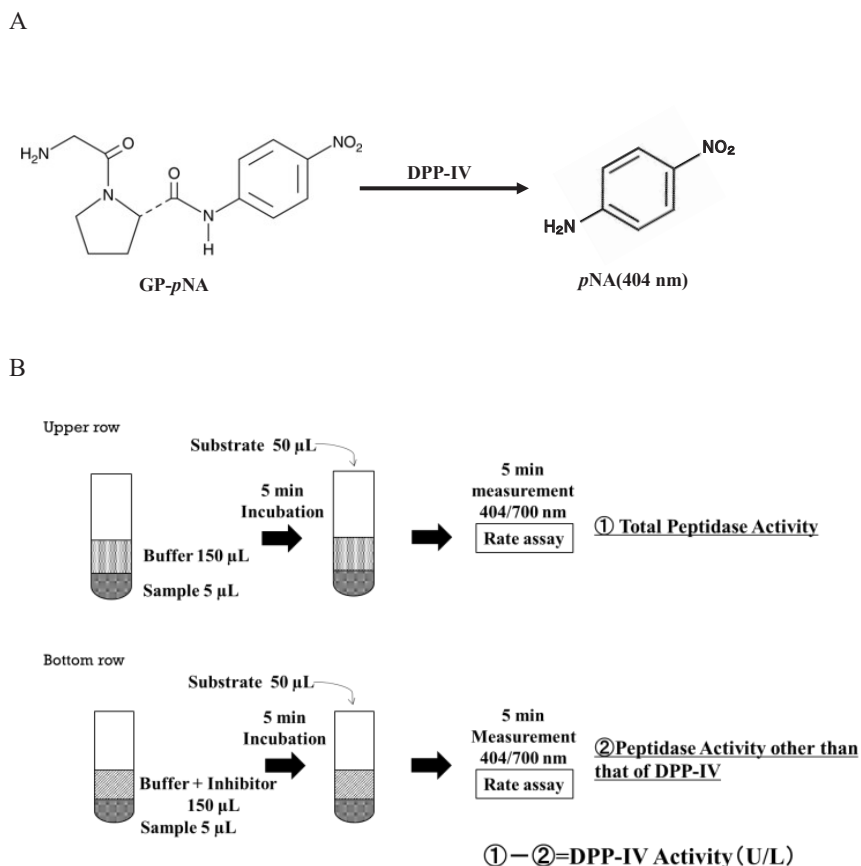 A
H₂N
O
N
O
N
H
NO₂
GP-pNA
DPP-IV
H₂N
NO₂
pNA(404 nm)
B
Upper row
Substrate 50 µL
5 min
Incubation
Buffer 150 µL
Sample 5 µL
5 min
measurement
404/700 nm
Rate assay
① Total Peptidase Activity
Bottom row
Substrate 50 µL
5 min
Incubation
Buffer + Inhibitor
150 µL
Sample 5 µL
5 min
Measurement
404/700 nm
Rate assay
②Peptidase Activity other than
that of DPP-IV
①−②=DPP-IV Activity(U/L)